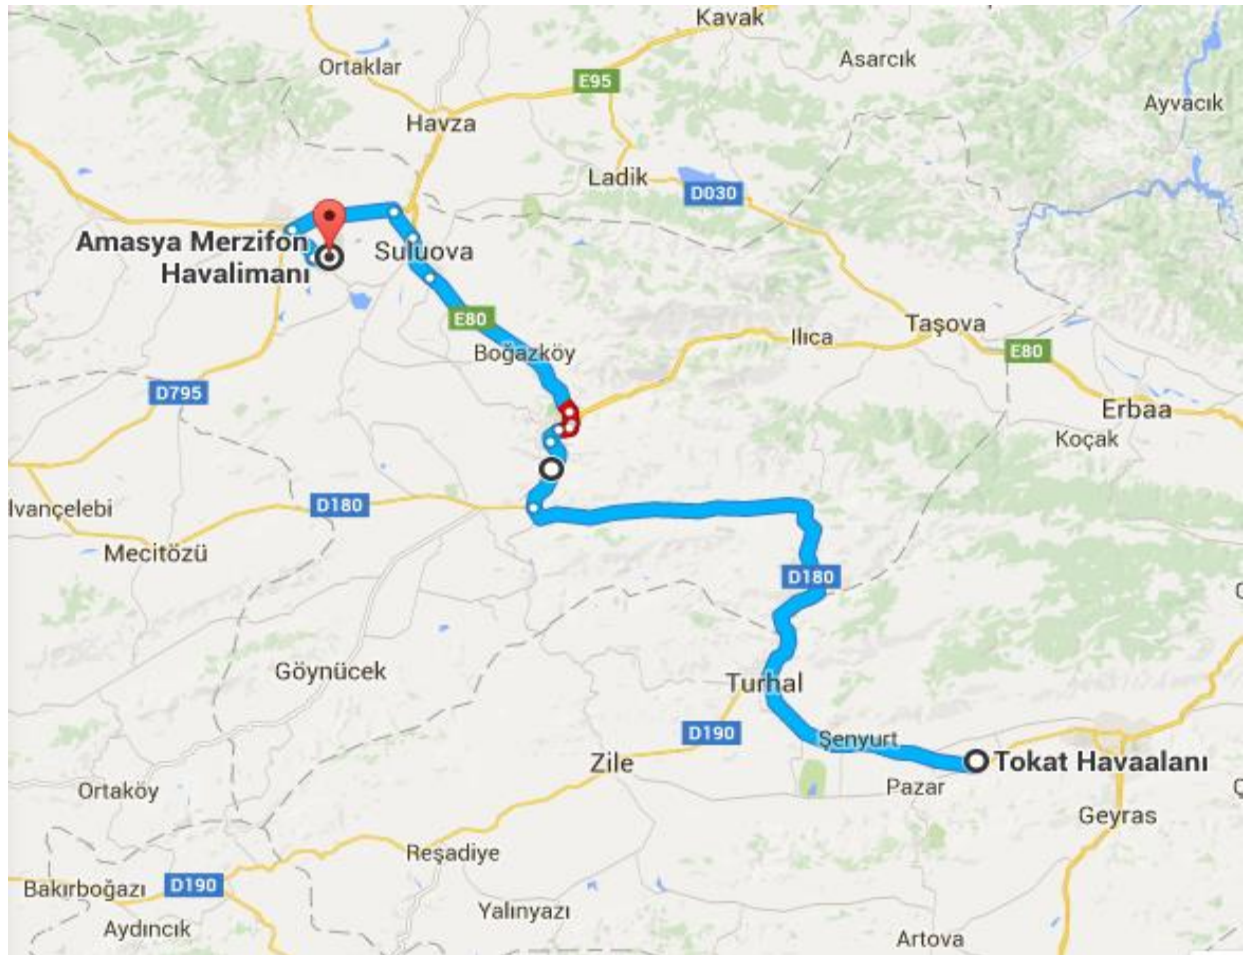 Kavak
Asarcık
Ortaklar
E95
Ayvacık
Havza
Ladik
D030
Amasya Merzifon
Havalimanı
Suluova
E80
Taşova
Ilıca
Boğazköy
E80
D795
Erbaa
Koçak
D180
lvançelebi
Mecitözü
D180
Göynücek
Turhal
D190
Şenyurt
Zile
Tokat Havaalanı
Pazar
Ortaköy
Geyras
Reşadiye
Bakırboğazı
D190
Yalınyazı
Aydıncık
Artova